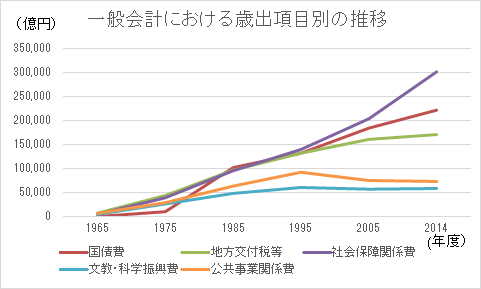 一般会計における歳出項目別の推移
(億円)
350,000
300,000
250,000
200,000
150,000
100,000
50,000
0
1965 1975 1985 1995 2005 2014
(年度)
国債費 地方交付税等 社会保障関係費
文教・科学振興費 公共事業関係費